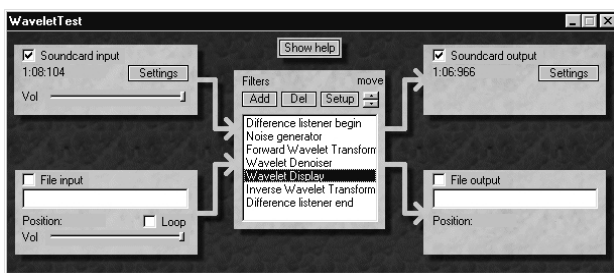 WaveletTest
Show help
Soundcard input
1:08:104 Settings
Vol
File input
Position: Loop
Vol
Filters move
Add Del Setup
Difference listener begin
Noise generator
Forward Wavelet Transform
Wavelet Denoiser
Wavelet Display
Inverse Wavelet Transform
Difference listener end
Soundcard output
1:06:966 Settings
File output
Position: